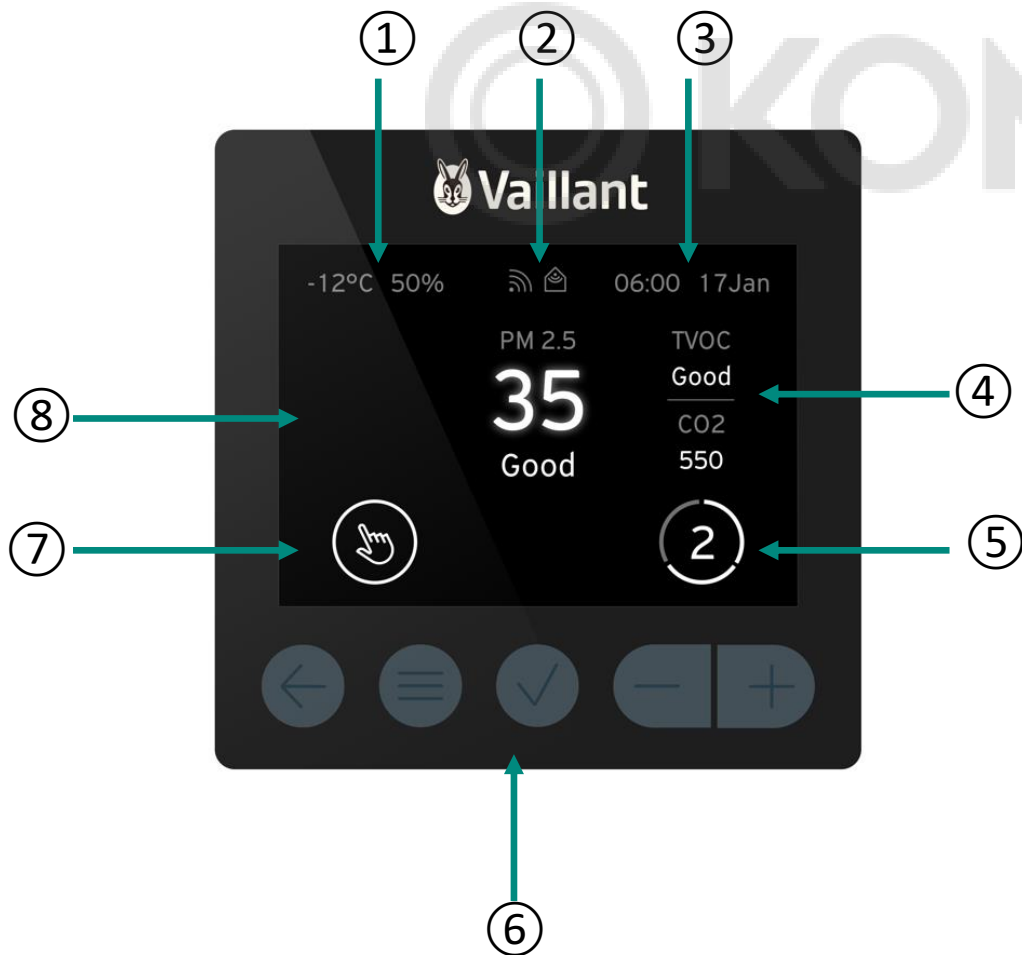 ① ② ③
KON
Vaillant
-12°C 50% 06:00 17Jan
PM 2.5 TVOC
35 Good
Good
CO2
550
④
⑧
2
⑦
⑤
⑥